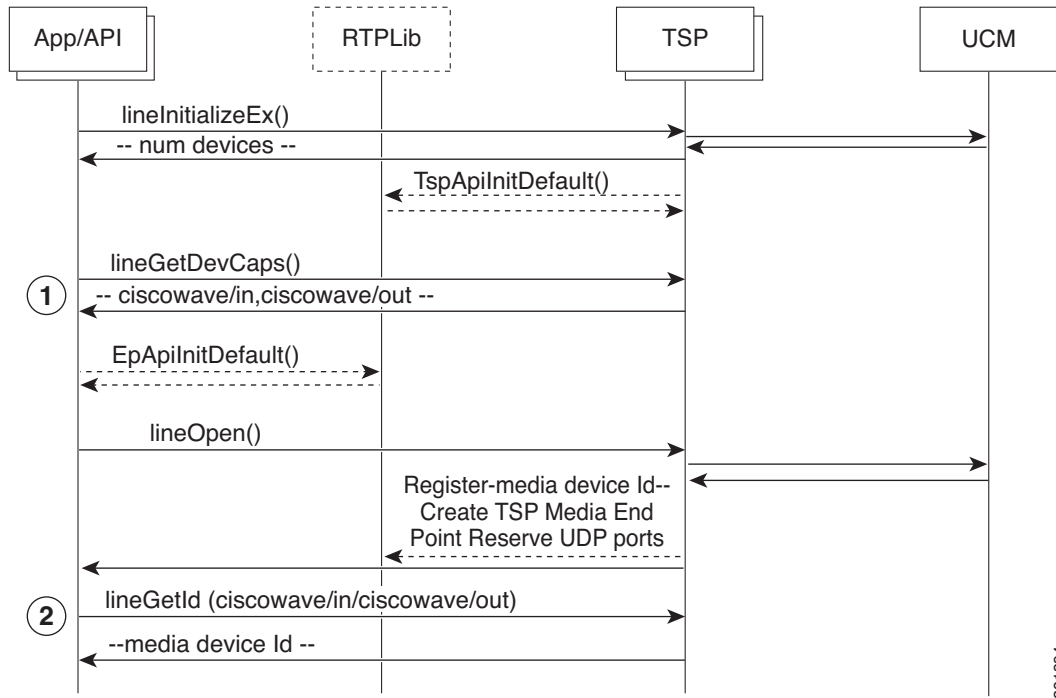 App/API
RTPLib
TSP
UCM
lineInitializeEx()
-- num devices --
TspApiInitDefault()
lineGetDevCaps()
1
-- ciscowave/in,ciscowave/out --
EpApiInitDefault()
lineOpen()
Register-media device Id--
Create TSP Media End
Point Reserve UDP ports
2
lineGetId (ciscowave/in/ciscowave/out)
--media device Id --